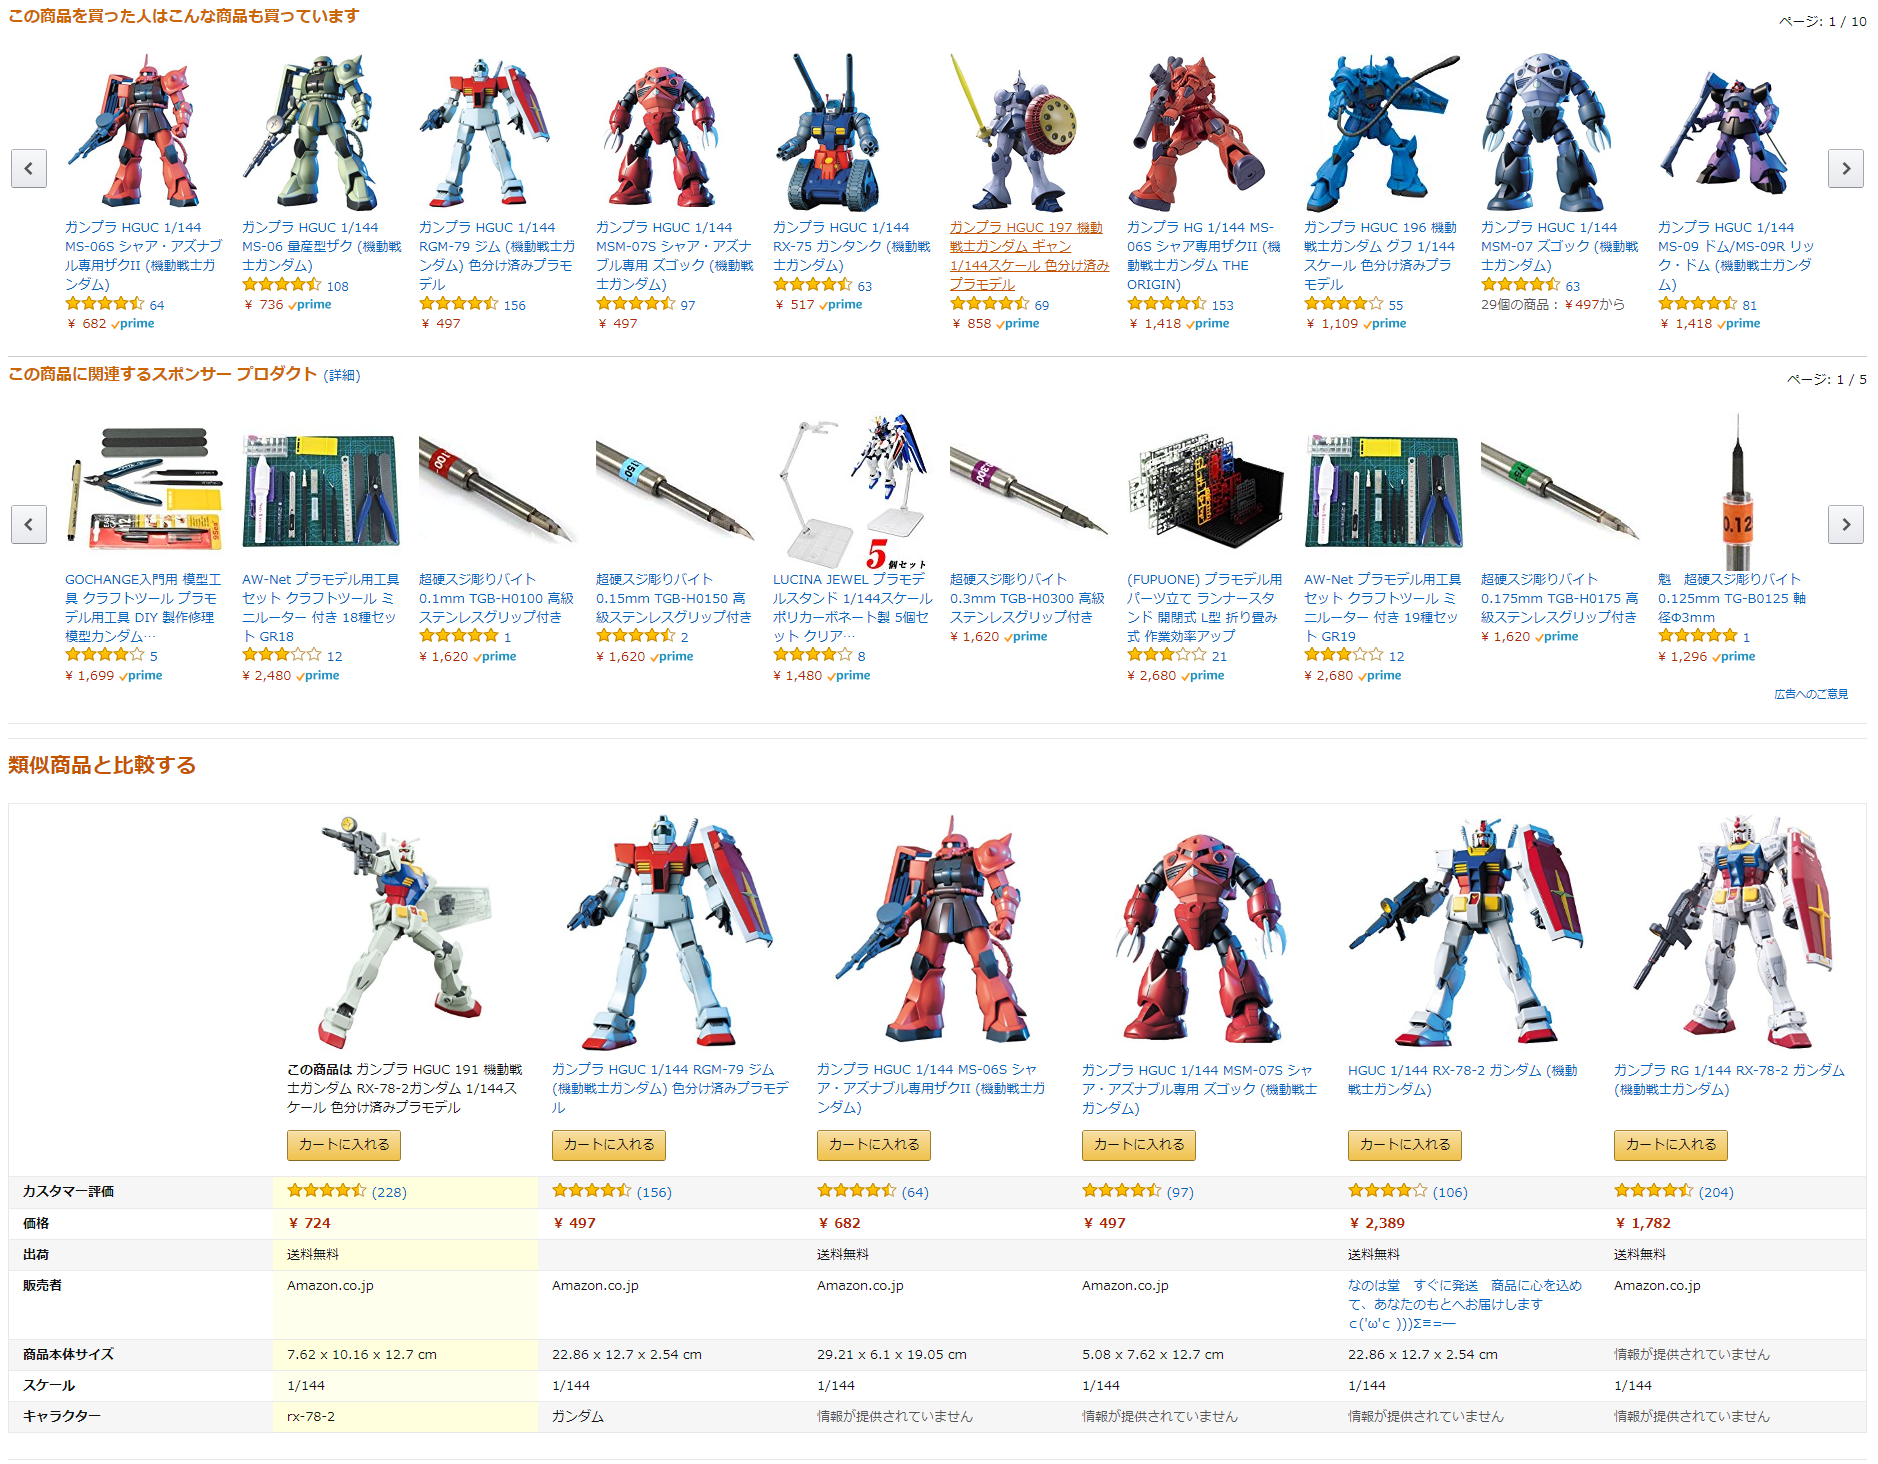 この商品を買った人はこんな商品も買っています
ページ: 1 / 10
ガンプラ HGUC 1/144
MS-06S シャア・アズナブ
ル専用ザクII (機動戦士ガ
ンダム)
64
¥ 682 prime
ガンプラ HGUC 1/144
MS-06 量産型ザク (機動戦
士ガンダム)
108
¥ 736 prime
ガンプラ HGUC 1/144
RGM-79 ジム (機動戦士ガ
ンダム) 色分け済みプラモ
デル
156
¥ 497
ガンプラ HGUC 1/144
MSM-07S シャア・アズナ
ブル専用 ズゴック (機動戦
士ガンダム)
97
¥ 497
ガンプラ HGUC 1/144
RX-75 ガンタンク (機動戦
士ガンダム)
63
¥ 517 prime
ガンプラ HGUC 197 機動
戦士ガンダム ギャン
1/144スケール 色分け済み
プラモデル
69
¥ 858 prime
ガンプラ HG 1/144 MS-
06S シャア専用ザクII (機
動戦士ガンダム THE
ORIGIN)
153
¥ 1,418 prime
ガンプラ HGUC 196 機動
戦士ガンダム グフ 1/144
スケール 色分け済みプラ
モデル
55
¥ 1,109 prime
ガンプラ HGUC 1/144
MSM-07 ズゴック (機動戦
士ガンダム)
63
29個の商品：¥497から
ガンプラ HGUC 1/144
MS-09 ドム/MS-09R リッ
ク・ドム (機動戦士ガンダ
ム)
81
¥ 1,418 prime
この商品に関連するスポンサー プロダクト (詳細)
ページ: 1 / 5
GOCHANGE入門用 模型工
具 クラフトツール プラモ
デル用工具 DIY 製作修理
模型ガンダム…
5
¥ 1,699 prime
AW-Net プラモデル用工具
セット クラフトツール ミ
ニルーター 付き 18種セッ
ト GR18
12
¥ 2,480 prime
超硬スジ彫りバイト
0.1mm TGB-H0100 高級
ステンレスグリップ付き
1
¥ 1,620 prime
超硬スジ彫りバイト
0.15mm TGB-H0150 高
級ステンレスグリップ付き
2
¥ 1,620 prime
5個セット
LUCINA JEWEL プラモデ
ルスタンド 1/144スケール
ポリカーボネート製 5個セ
ット クリア…
8
¥ 1,480 prime
超硬スジ彫りバイト
0.3mm TGB-H0300 高級
ステンレスグリップ付き
¥ 1,620 prime
(FUPUONE) プラモデル用
パーツ立て ランナースタ
ンド 開閉式 L型 折り畳み
式 作業効率アップ
21
¥ 2,680 prime
AW-Net プラモデル用工具
セット クラフトツール ミ
ニルーター 付き 19種セッ
ト GR19
12
¥ 2,680 prime
超硬スジ彫りバイト
0.175mm TGB-H0175 高
級ステンレスグリップ付き
¥ 1,620 prime
0.12
魁　超硬スジ彫りバイト
0.125mm TG-B0125 軸
径Φ3mm
1
¥ 1,296 prime
広告へのご意見
類似商品と比較する
この商品は ガンプラ HGUC 191 機動戦
士ガンダム RX-78-2ガンダム 1/144ス
ケール 色分け済みプラモデル
ガンプラ HGUC 1/144 RGM-79 ジム
(機動戦士ガンダム) 色分け済みプラモデ
ル
ガンプラ HGUC 1/144 MS-06S シャ
ア・アズナブル専用ザクII (機動戦士ガ
ンダム)
ガンプラ HGUC 1/144 MSM-07S シャ
ア・アズナブル専用 ズゴック (機動戦士
ガンダム)
HGUC 1/144 RX-78-2 ガンダム (機動
戦士ガンダム)
ガンプラ RG 1/144 RX-78-2 ガンダム
(機動戦士ガンダム)
カートに入れる カートに入れる カートに入れる カートに入れる カートに入れる カートに入れる
カスタマー評価 (228) (156) (64) (97) (106) (204)
価格 ¥ 724 ¥ 497 ¥ 682 ¥ 497 ¥ 2,389 ¥ 1,782
出荷 送料無料 送料無料 送料無料 送料無料
販売者 Amazon.co.jp Amazon.co.jp Amazon.co.jp Amazon.co.jp なのは堂　すぐに発送　商品に心を込め Amazon.co.jp
て、あなたのもとへお届けします
⊂('ω'⊂ )))Σ≡=─
商品本体サイズ 7.62 x 10.16 x 12.7 cm 22.86 x 12.7 x 2.54 cm 29.21 x 6.1 x 19.05 cm 5.08 x 7.62 x 12.7 cm 22.86 x 12.7 x 2.54 cm 情報が提供されていません
スケール 1/144 1/144 1/144 1/144 1/144 1/144
キャラクター rx-78-2 ガンダム 情報が提供されていません 情報が提供されていません 情報が提供されていません 情報が提供されていません